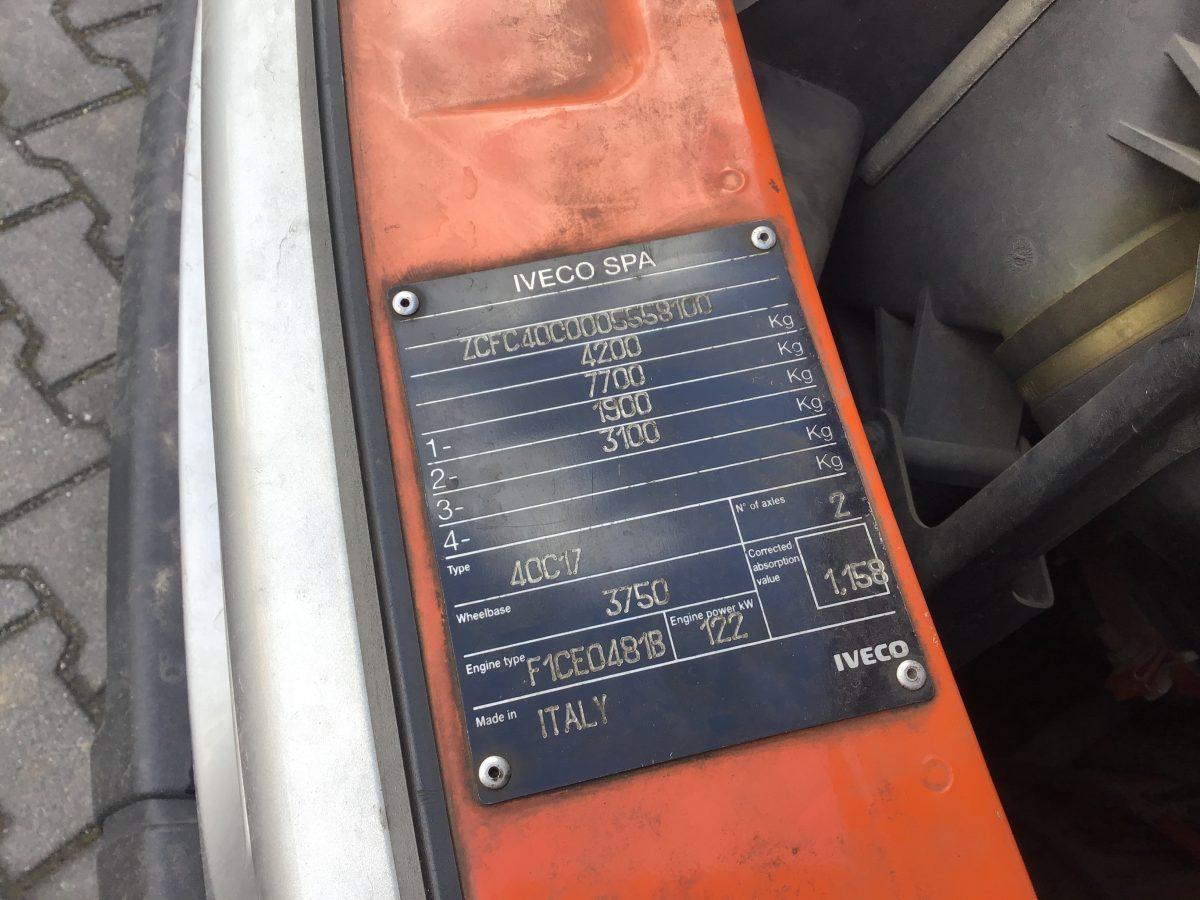 IVECO SPA
ZCFC40C0005558100
4200 Kg
7700 Kg
1- 1900 Kg
2- 3100 Kg
3- Kg
4- Kg
Type 40C17 N° of axles 2
Wheelbase 3750 Corrected absorption value 1,158
Engine type F1CE0481B Engine power kW 122
Made in ITALY IVECO